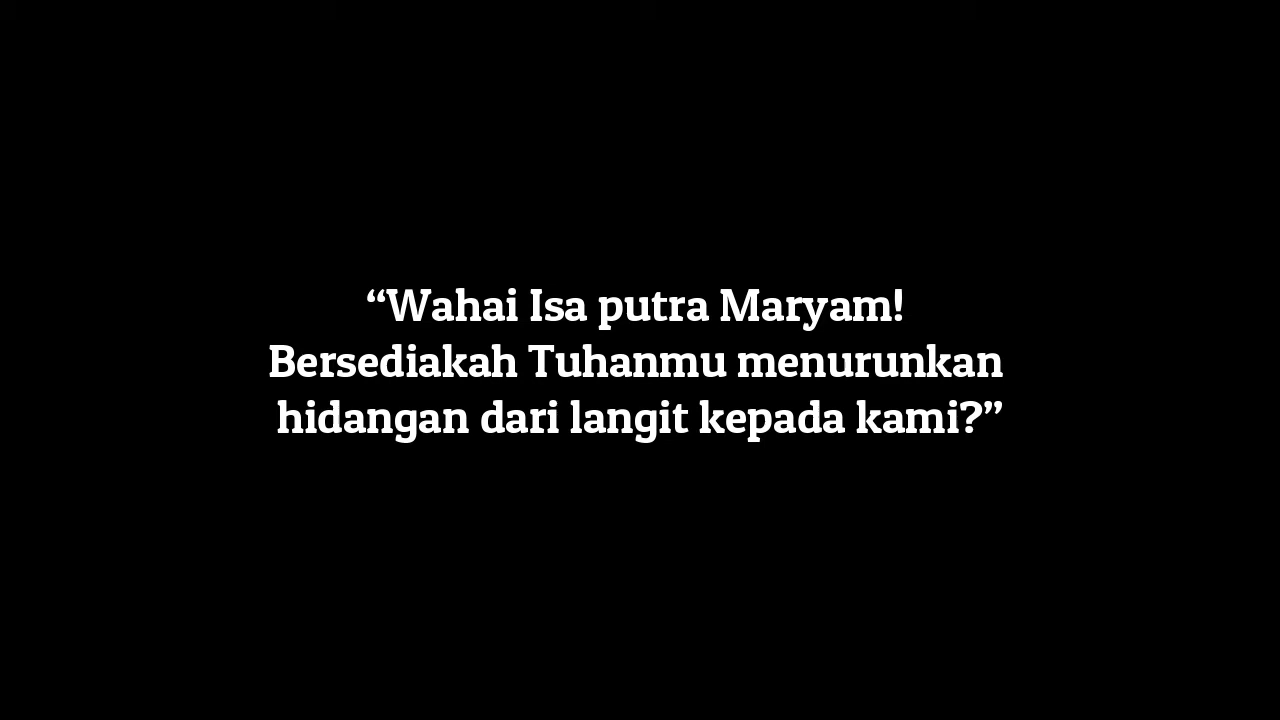 “Wahai Isa putra Maryam!
Bersediakah Tuhanmu menurunkan
hidangan dari langit kepada kami?”